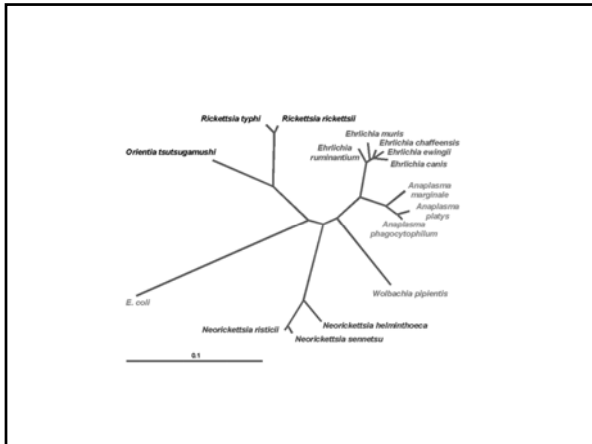 Rickettsia typhi
Rickettsia rickettsii
Ehrlichia muris
Ehrlichia chaffeensis
Orientia tsutsugamushi
Ehrlichia
ruminantium
Ehrlichia ewingii
Ehrlichia canis
Anaplasma
marginale
Anaplasma
platys
Anaplasma
phagocytophilum
Wolbachia pipientis
E. coli
Neorickettsia helminthoeca
Neorickettsia risticii
Neorickettsia sennetsu
0.1